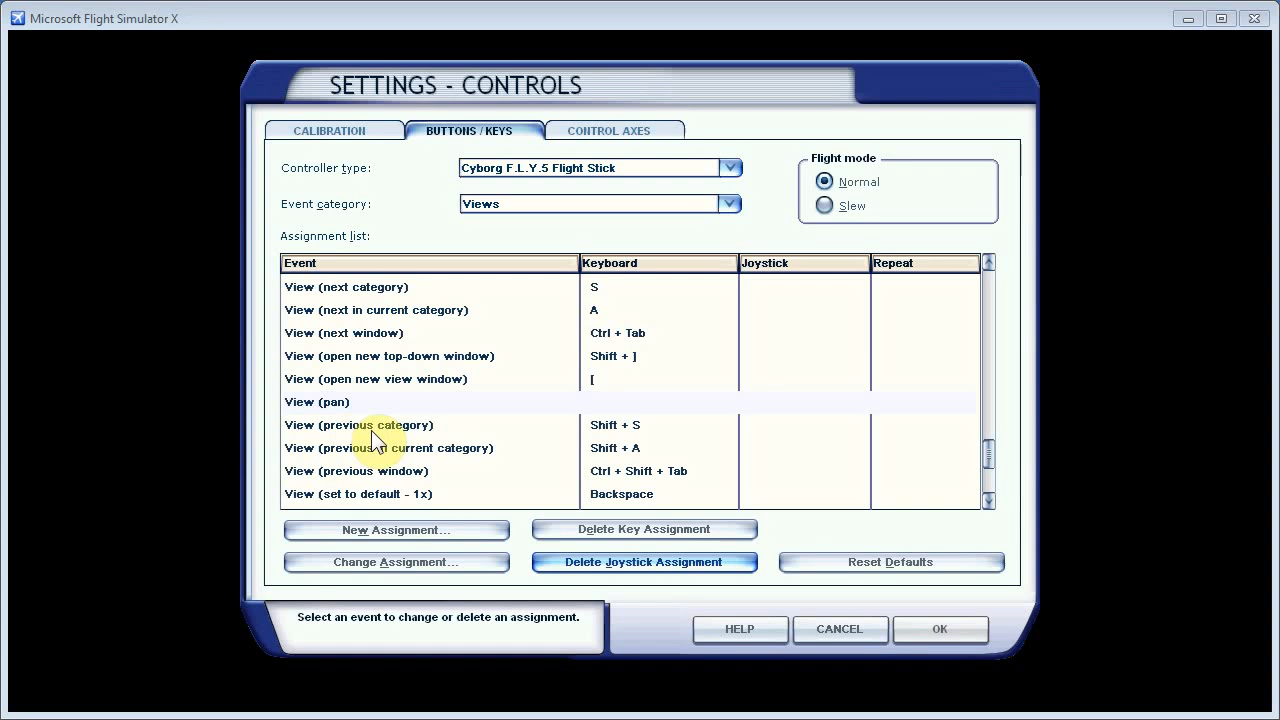 Microsoft Flight Simulator X
SETTINGS - CONTROLS
CALIBRATION BUTTONS / KEYS CONTROL AXES
Controller type: Cyborg F.L.Y.5 Flight Stick
Event category: Views
Flight mode
Normal
Slew
Assignment list:
Event Keyboard Joystick Repeat
View (next category) S
View (next in current category) A
View (next window) Ctrl + Tab
View (open new top-down window) Shift + ]
View (open new view window) [
View (pan)
View (previous category) Shift + S
View (previous in current category) Shift + A
View (previous window) Ctrl + Shift + Tab
View (set to default - 1x) Backspace
New Assignment... Delete Key Assignment
Change Assignment... Delete Joystick Assignment Reset Defaults
Select an event to change or delete an assignment.
HELP CANCEL OK